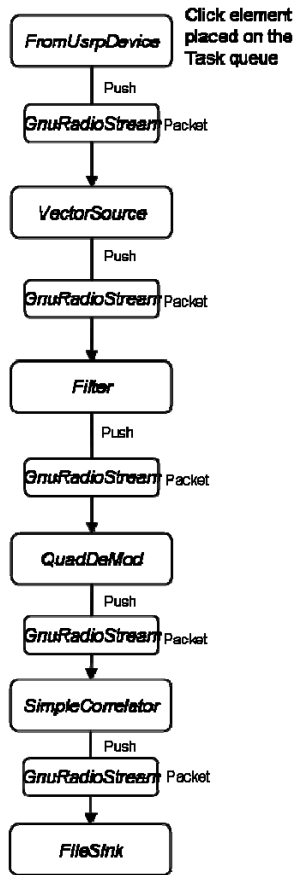 FromUsrpDevice
Click element
placed on the
Task queue
Push
GnuRadioStream Packet
VectorSource
Push
GnuRadioStream Packet
Filter
Push
GnuRadioStream Packet
QuadDeMod
Push
GnuRadioStream Packet
SimpleCorrelator
Push
GnuRadioStream Packet
FileSink